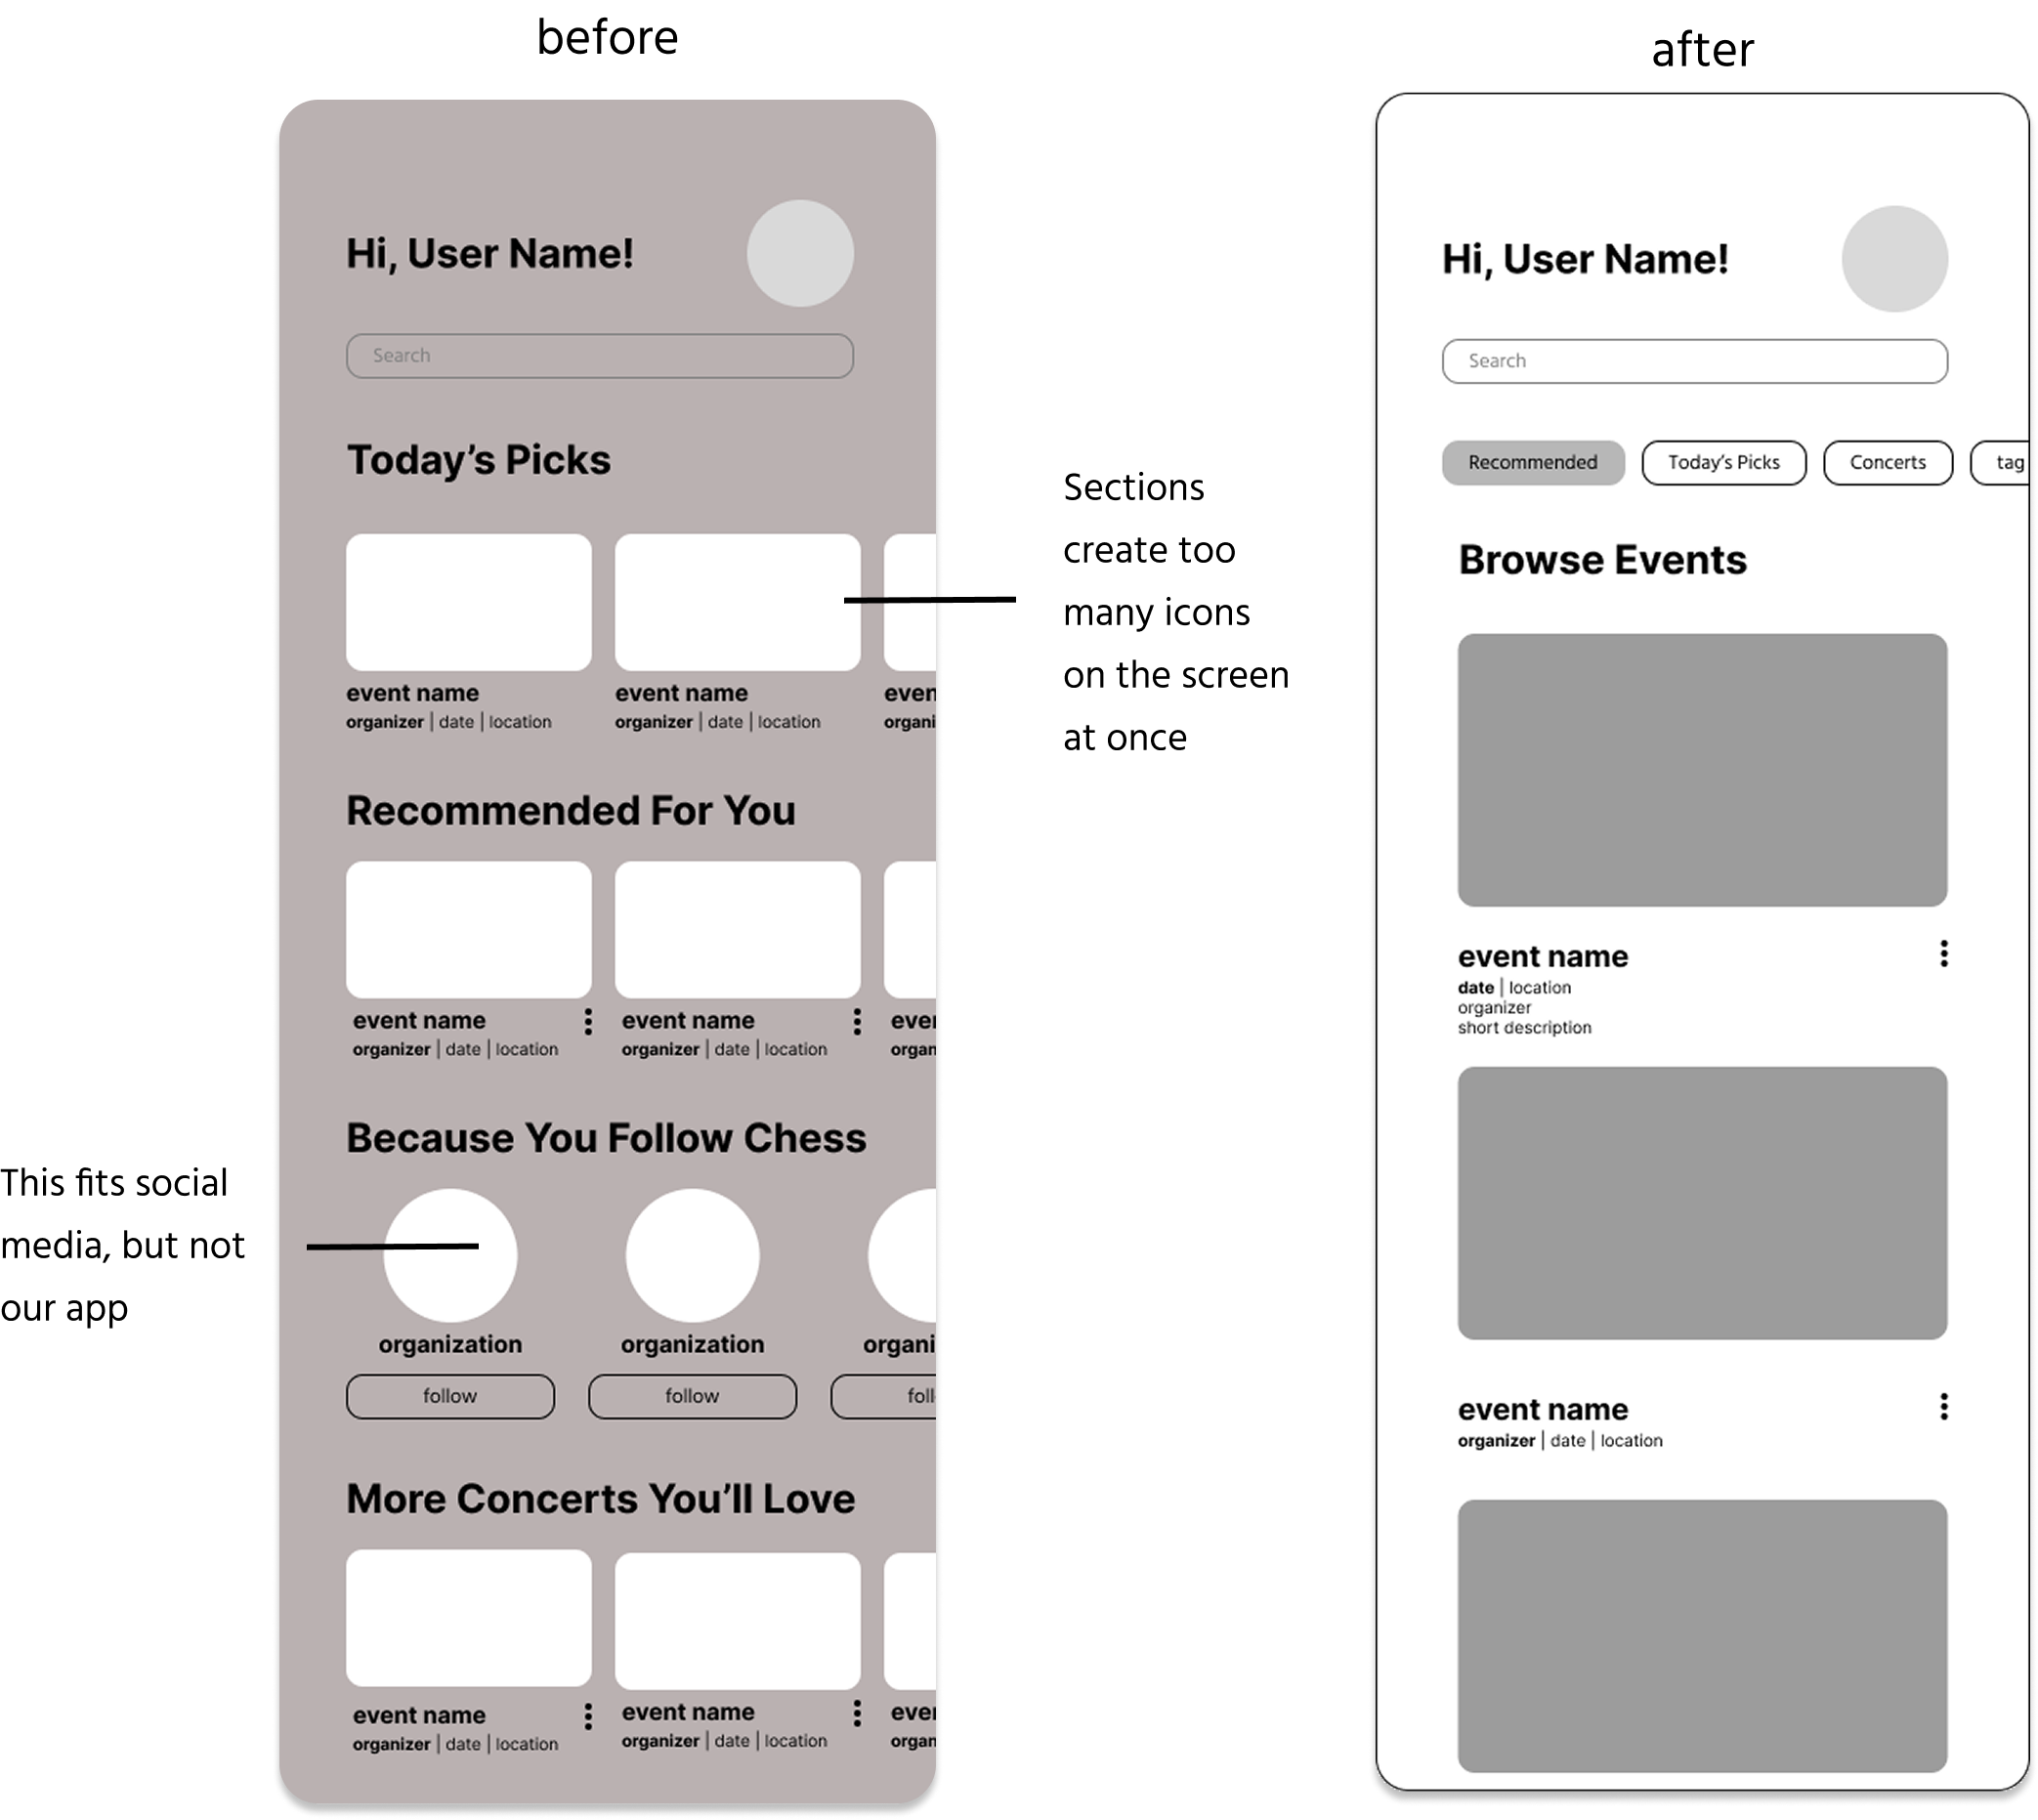 before
Hi, User Name!
Search
Today's Picks
event name event name even
organizer | date | location organizer | date | location organi
Recommended For You
event name event name ever
organizer | date | location organizer | date | location organ
Because You Follow Chess
organization organization organi
follow follow foll
More Concerts You'll Love
event name event name ever
organizer | date | location organizer | date | location organ
This fits social
media, but not
our app
Sections
create too
many icons
on the screen
at once
after
Hi, User Name!
Search
Recommended Today's Picks Concerts tag
Browse Events
event name
date | location
organizer
short description
event name
organizer | date | location